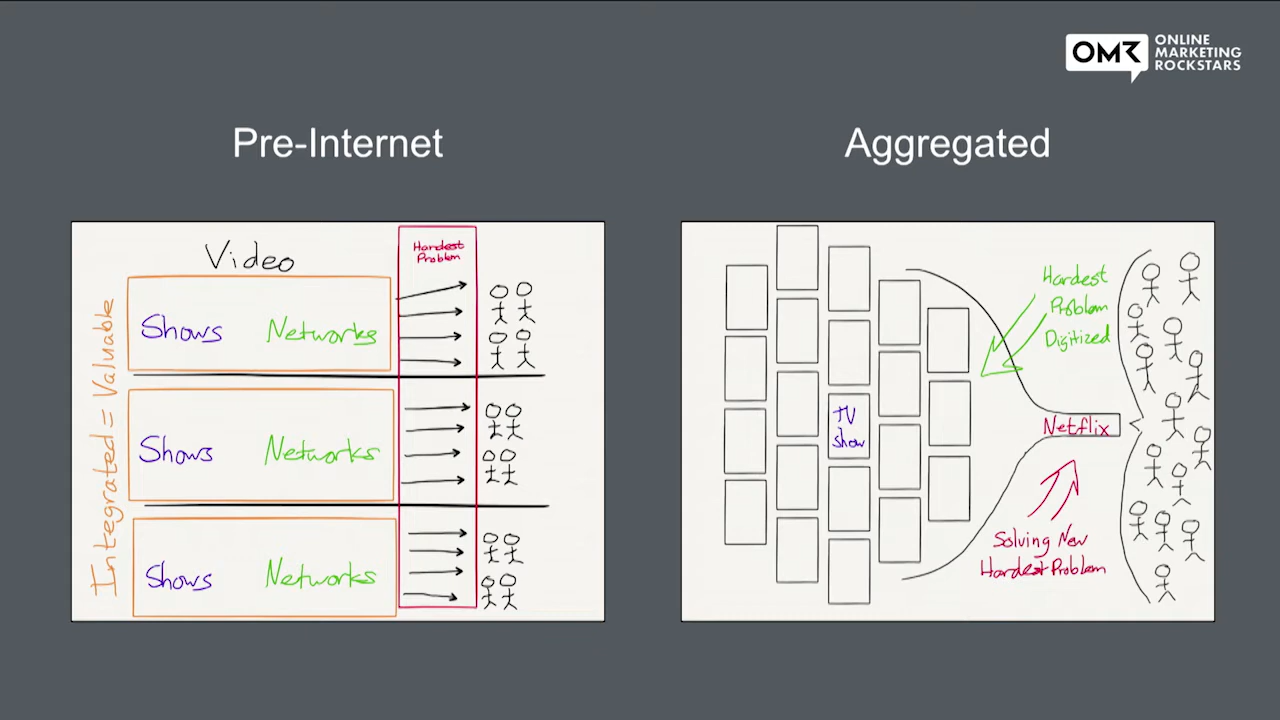 OMR
ONLINE
MARKETING
ROCKSTARS
Pre-Internet
Aggregated
Video
Hardest
Problem
Integrated = Valuable
Shows Networks
Shows Networks
Shows Networks
Hardest
Problem
Digitized
TV
Show
Netflix
Solving New
Hardest Problem